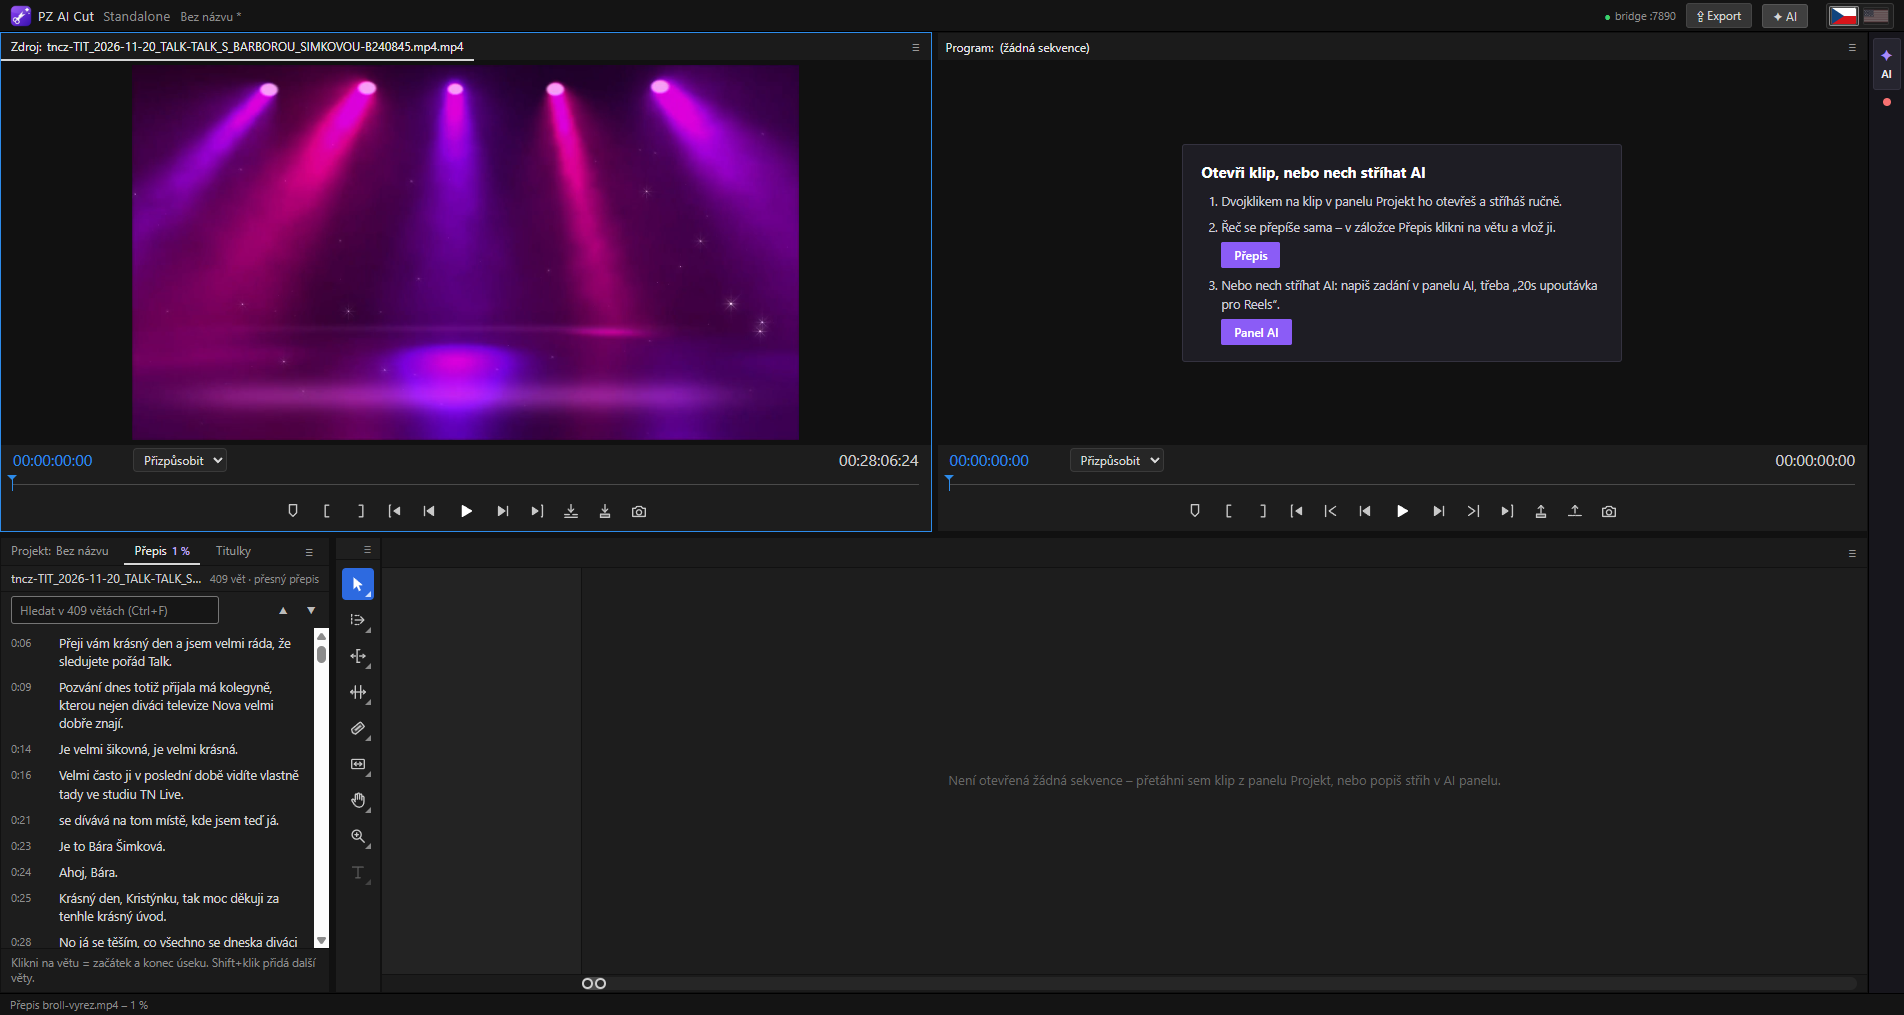 PZ AI Cut Standalone Bez názvu *
bridge :7890 Export AI
Zdroj: tncz-TIT_2026-11-20_TALK-TALK_S_BARBOROU_SIMKOVOU-B240845.mp4.mp4
Program: (žádná sekvence)
AI
Otevři klip, nebo nech stříhat AI
1. Dvojklikem na klip v panelu Projekt ho otevřeš a stříháš ručně.
2. Řeč se přepíše sama – v záložce Přepis klikni na větu a vlož ji.
Přepis
3. Nebo nech stříhat AI: napiš zadání v panelu AI, třeba „20s upoutávka
pro Reels“.
Panel AI
00:00:00:00 Přizpůsobit 00:28:06:24
00:00:00:00 Přizpůsobit 00:00:00:00
Projekt: Bez názvu Přepis 1 % Titulky
tncz-TIT_2026-11-20_TALK-TALK_S... 409 vět · přesný přepis
Hledat v 409 větách (Ctrl+F)
0:06 Přeji vám krásný den a jsem velmi ráda, že
sledujete pořád Talk.
0:09 Pozvání dnes totiž přijala má kolegyně,
kterou nejen diváci televize Nova velmi
dobře znají.
0:14 Je velmi šikovná, je velmi krásná.
0:16 Velmi často ji v poslední době vidíte vlastně
tady ve studiu TN Live.
0:21 se dívává na tom místě, kde jsem teď já.
0:23 Je to Bára Šimková.
0:24 Ahoj, Bára.
0:25 Krásný den, Kristýnku, tak moc děkuji za
tenhle krásný úvod.
0:28 No já se těším, co všechno se dneska diváci
Klikni na větu = začátek a konec úseku. Shift+klik přidá další
věty.
Není otevřená žádná sekvence – přetáhni sem klip z panelu Projekt, nebo popiš střih v AI panelu.
Přepis broll-vyrez.mp4 – 1 %